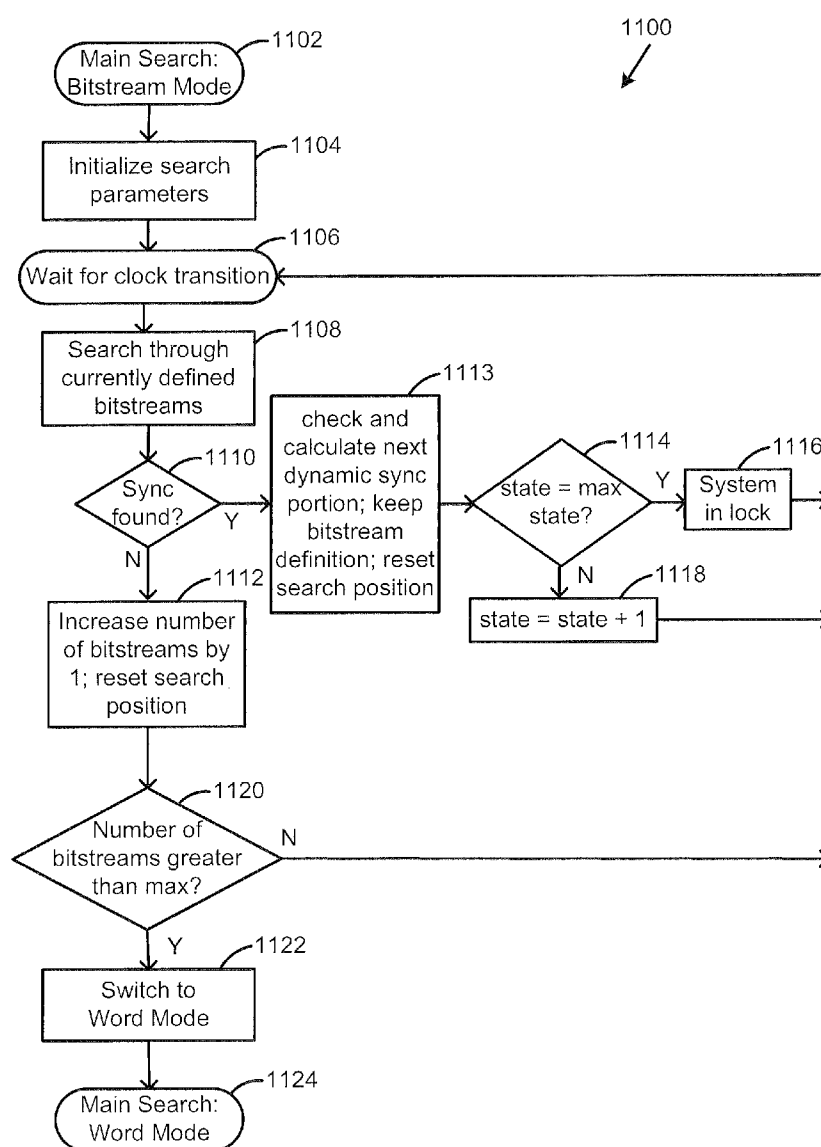 1102
1100
Main Search:
Bitstream Mode
1104
Initialize search
parameters
1106
Wait for clock transition
1108
Search through
currently defined
bitstreams
1113
check and
calculate next
dynamic sync
portion; keep
bitstream
definition; reset
search position
1110
Sync
found?
Y
N
1114
state = max
state?
Y
N
1116
System
in lock
1118
state = state + 1
1112
Increase number
of bitstreams by
1; reset search
position
1120
Number of
bitstreams greater
than max?
N
Y
1122
Switch to
Word Mode
1124
Main Search:
Word Mode